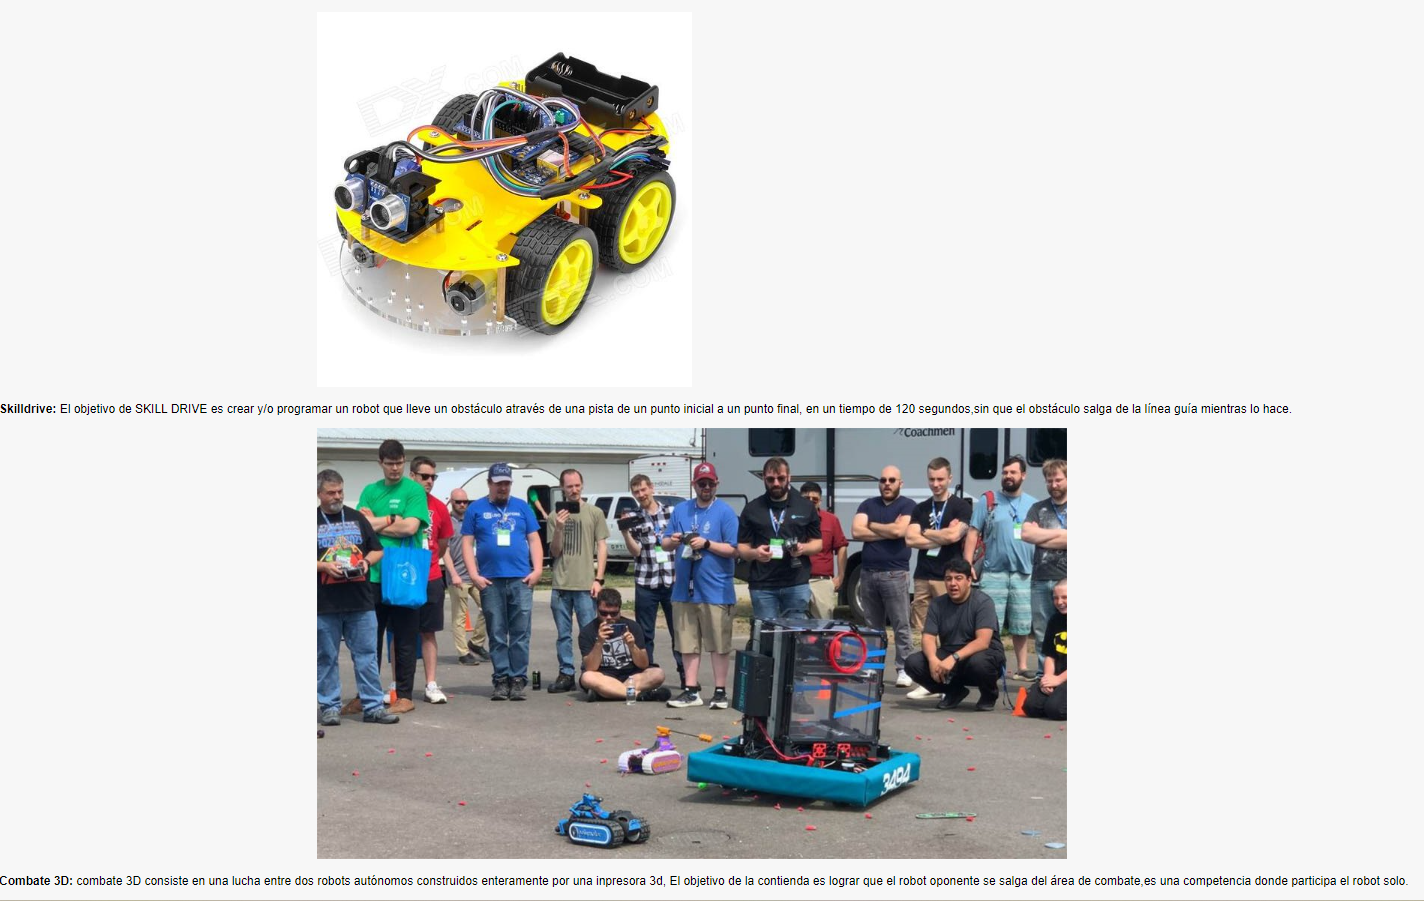 DX.COM
Skilldrive: El objetivo de SKILL DRIVE es crear y/o programar un robot que lleve un obstáculo através de una pista de un punto inicial a un punto final, en un tiempo de 120 segundos,sin que el obstáculo salga de la línea guía mientras lo hace.
Coachmen
3494
Combate 3D: combate 3D consiste en una lucha entre dos robots autónomos construidos enteramente por una inpresora 3d, El objetivo de la contienda es lograr que el robot oponente se salga del área de combate,es una competencia donde participa el robot solo.